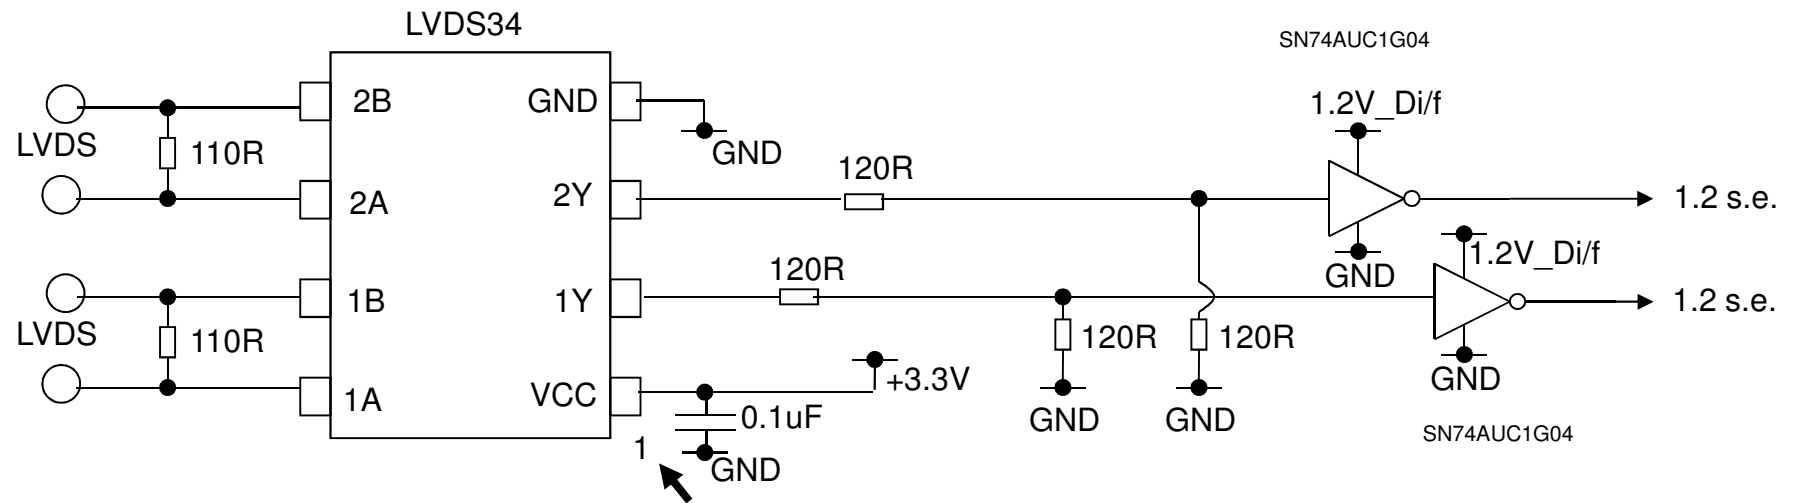 LVDS34
SN74AUC1G04
2B
GND
1.2V_Di/f
LVDS
110R
GND
120R
2A
2Y
1.2 s.e.
1.2V_Di/f
GND
120R
1B
1Y
1.2 s.e.
LVDS
110R
120R
120R
+3.3V
GND
1A
VCC
0.1uF
GND
GND
SN74AUC1G04
1
GND